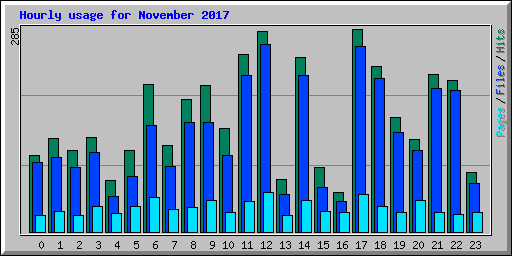 Hourly usage for November 2017
285
Pages/Files/Hits
0 1 2 3 4 5 6 7 8 9 10 11 12 13 14 15 16 17 18 19 20 21 22 23